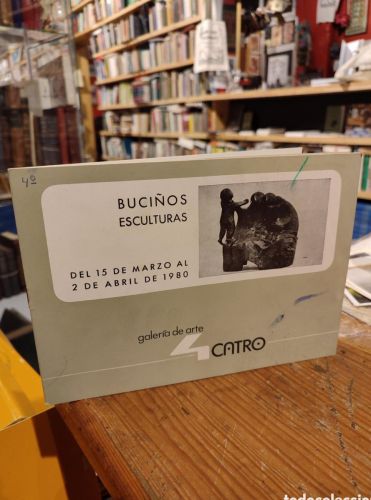 4º
BUCIÑOS
ESCULTURAS
DEL 15 DE MARZO AL
2 DE ABRIL DE 1980
galería de arte
4 CATRO
todocoleccion